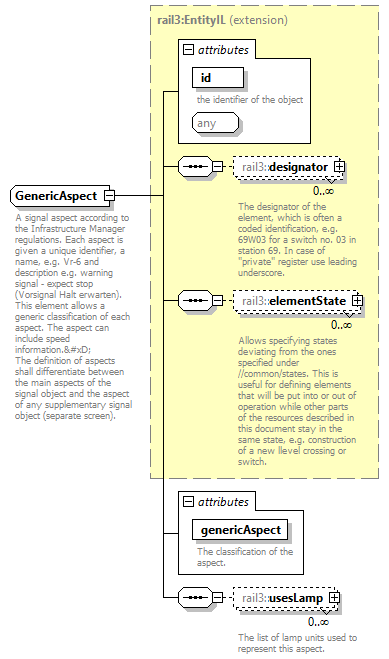 rail3:EntityIL (extension)
attributes
id
the identifier of the object
any
rail3::designator
0..∞
The designator of the
element, which is often a
coded identification, e.g.
69W03 for a switch no. 03 in
station 69. In case of
"private" register use leading
underscore.
GenericAspect
A signal aspect according to
the Infrastructure Manager
regulations. Each aspect is
given a unique identifier, a
name, e.g. Vr-6 and
description e.g. warning
signal - expect stop
(Vorsignal Halt erwarten).
This element allows a
generic classification of each
aspect. The aspect can
include speed
information.&#xD;
The definition of aspects
shall differentiate between
the main aspects of the
signal object and the aspect
of any supplementary signal
object (separate screen).
rail3::elementState
0..∞
Allows specifying states
deviating from the ones
specified under
//common/states. This is
useful for defining elements
that will be put into or out of
operation while other parts
of the resources described in
this document stay in the
same state, e.g. construction
of a new llevel crossing or
switch.
attributes
genericAspect
The classification of the
aspect.
rail3::usesLamp
0..∞
The list of lamp units used to
represent this aspect.